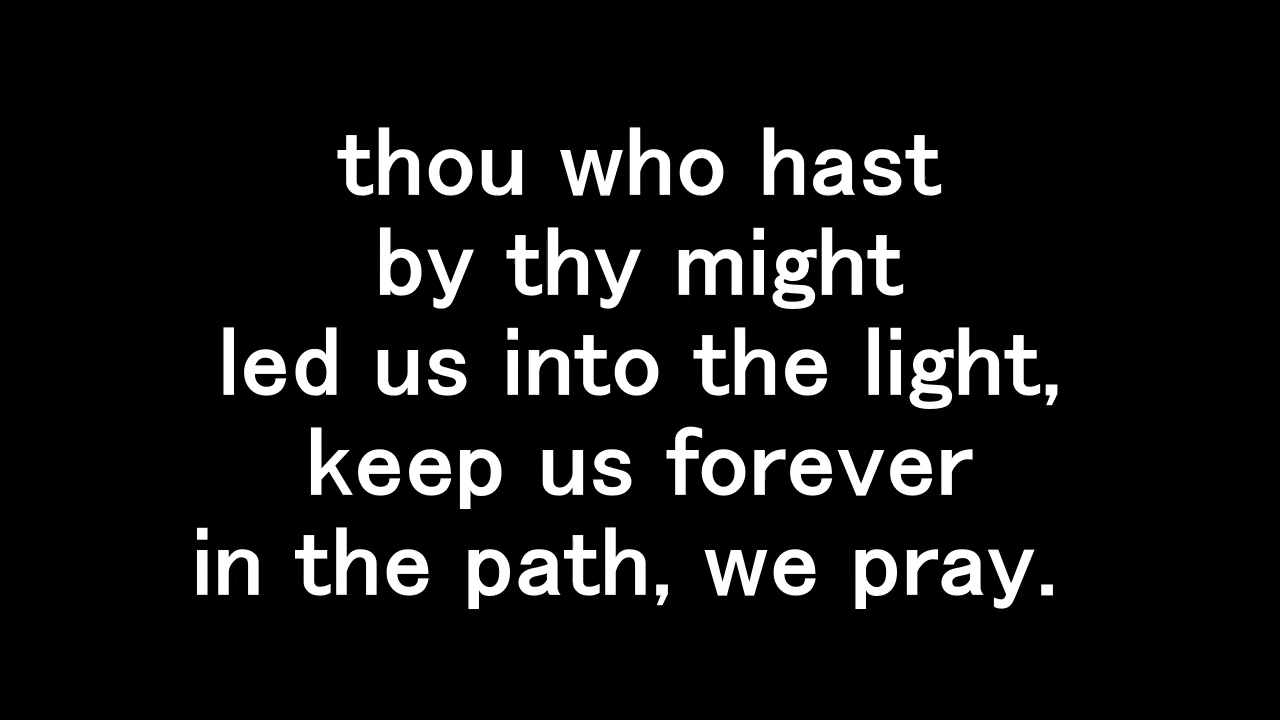 thou who hast
by thy might
led us into the light,
keep us forever
in the path, we pray.